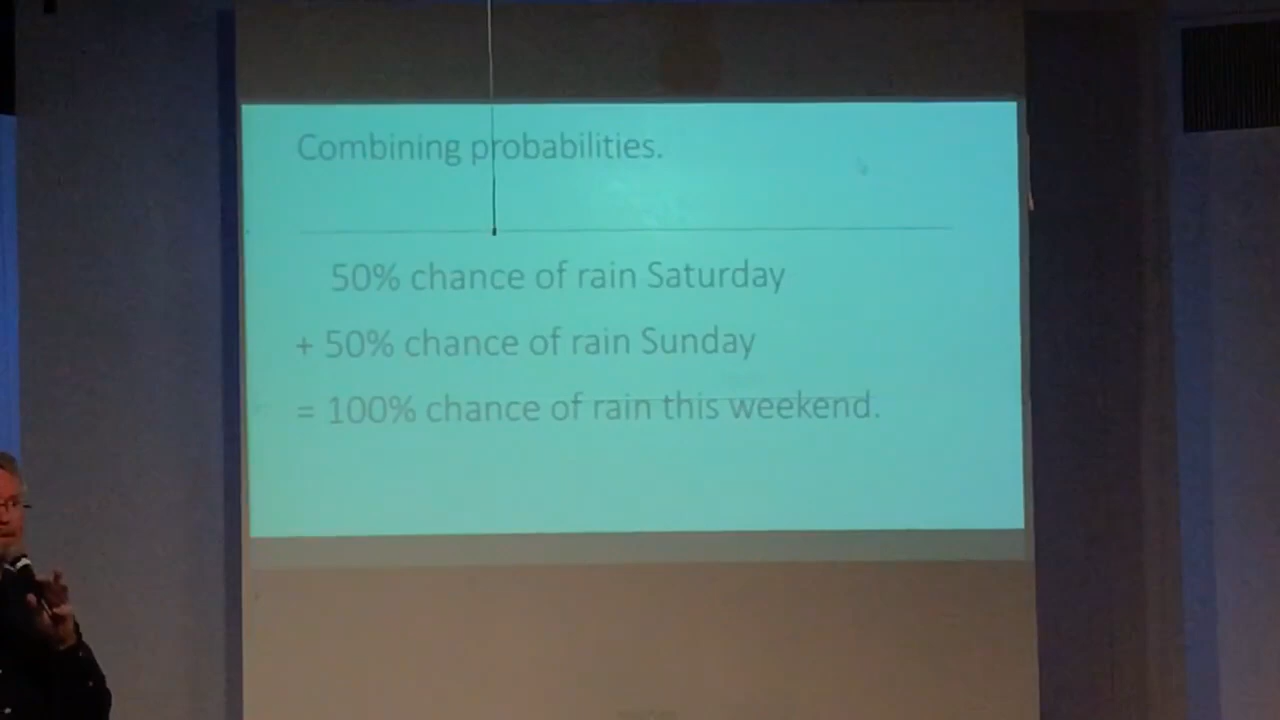 Combining probabilities.
50% chance of rain Saturday
+ 50% chance of rain Sunday
= 100% chance of rain this weekend.